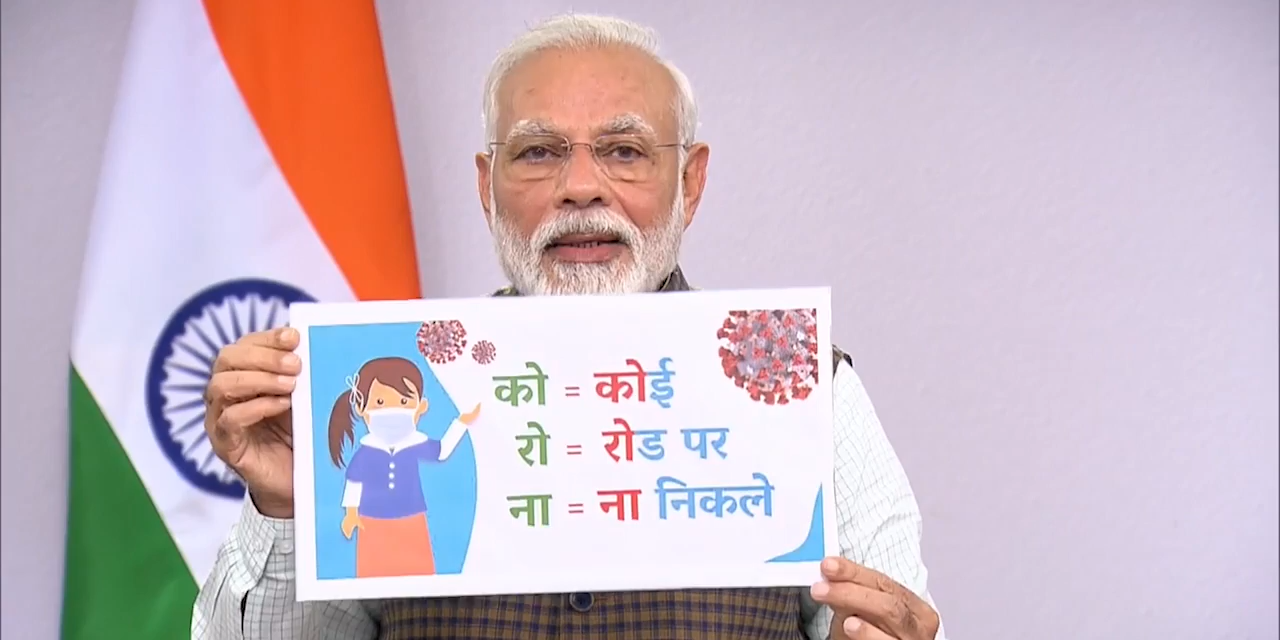 को = कोई
रो = रोड पर
ना = ना निकले